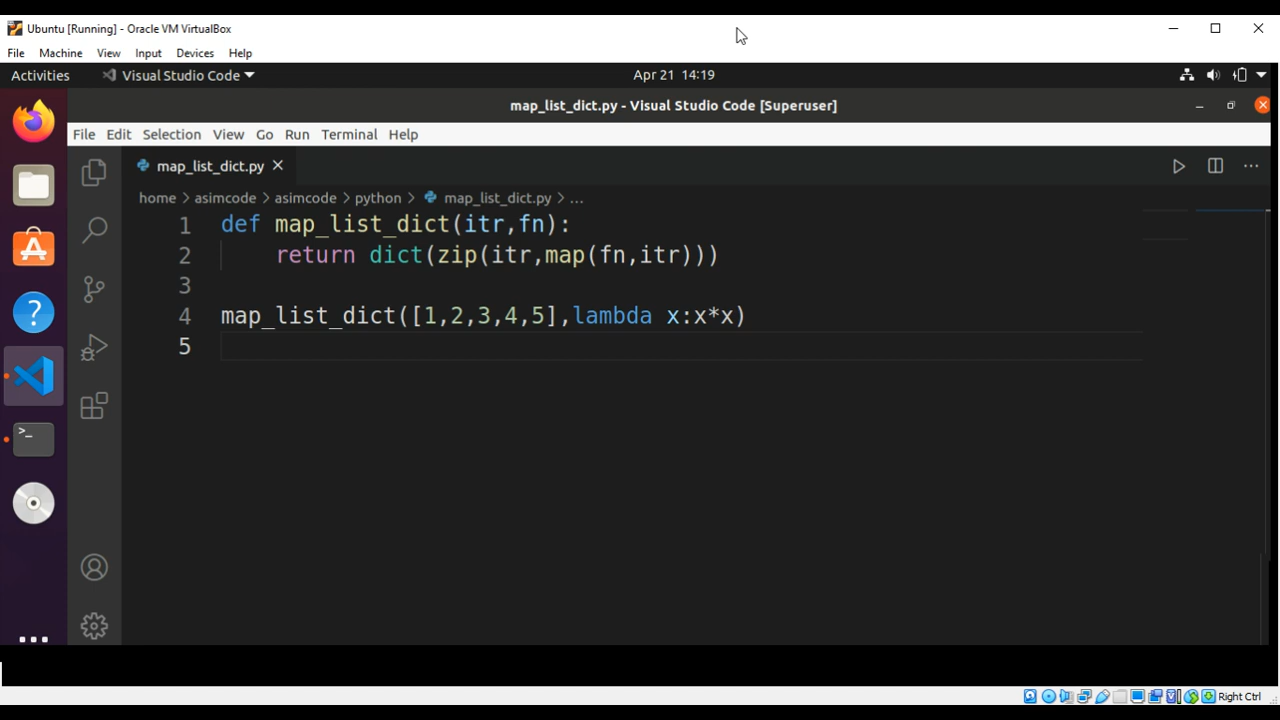 Ubuntu [Running] - Oracle VM VirtualBox
File Machine View Input Devices Help
Activities Visual Studio Code Apr 21 14:19
map_list_dict.py - Visual Studio Code [Superuser]
File Edit Selection View Go Run Terminal Help
map_list_dict.py
home > asimcode > asimcode > python > map_list_dict.py > ...
1 def map_list_dict(itr,fn):
2 return dict(zip(itr,map(fn,itr)))
3
4 map_list_dict([1,2,3,4,5],lambda x:x*x)
5
Right Ctrl